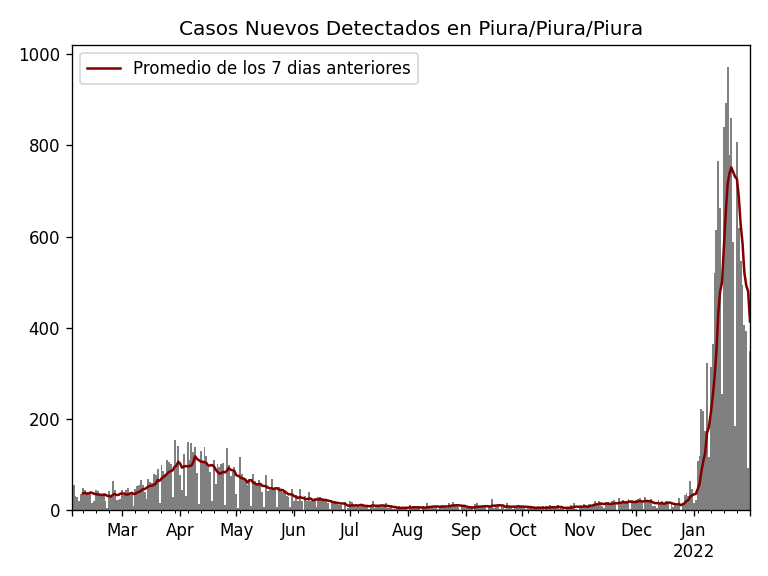 Casos Nuevos Detectados en Piura/Piura/Piura
Promedio de los 7 dias anteriores
1000
800
600
400
200
0
Mar Apr May Jun Jul Aug Sep Oct Nov Dec Jan
2022